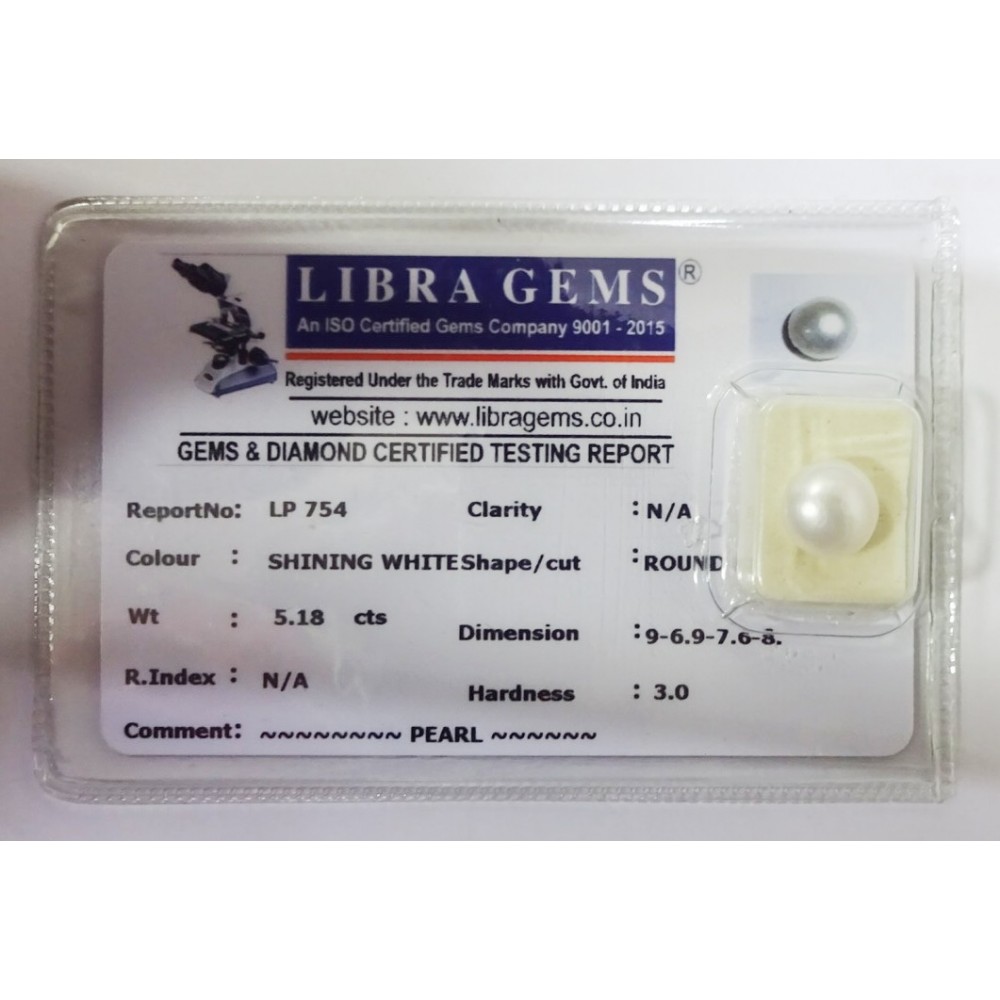 LIBRA GEMS ®
An ISO Certified Gems Company 9001 - 2015
Registered Under the Trade Marks with Govt. of India
website : www.libragems.co.in
GEMS & DIAMOND CERTIFIED TESTING REPORT
ReportNo: LP 754 Clarity : N/A
Colour : SHINING WHITE Shape/cut : ROUND
Wt : 5.18 cts Dimension : 9-6.9-7.6-8.
R.Index : N/A Hardness : 3.0
Comment: ~~~~~~~~ PEARL ~~~~~~